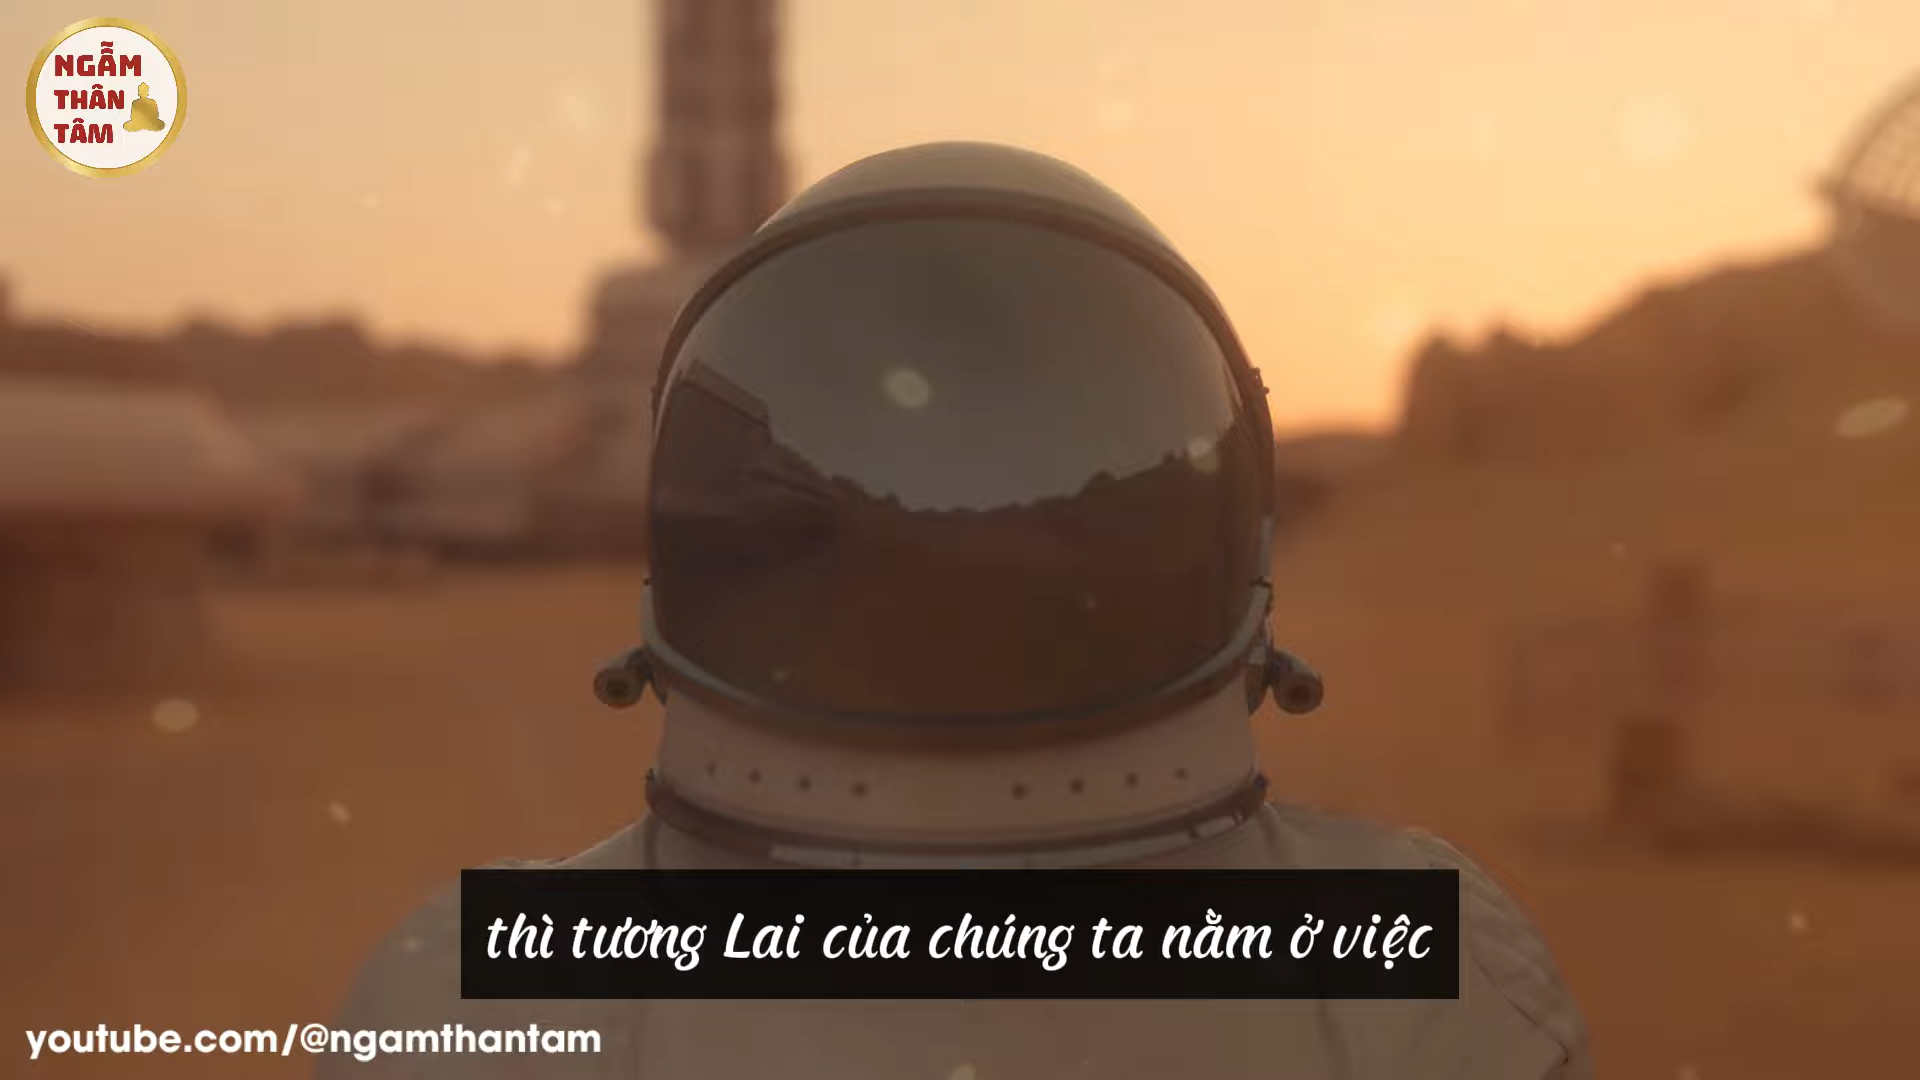 NGẪM
THÂN
TÂM
thì tương Lai của chúng ta nằm ở việc
youtube.com/@ngamthantam